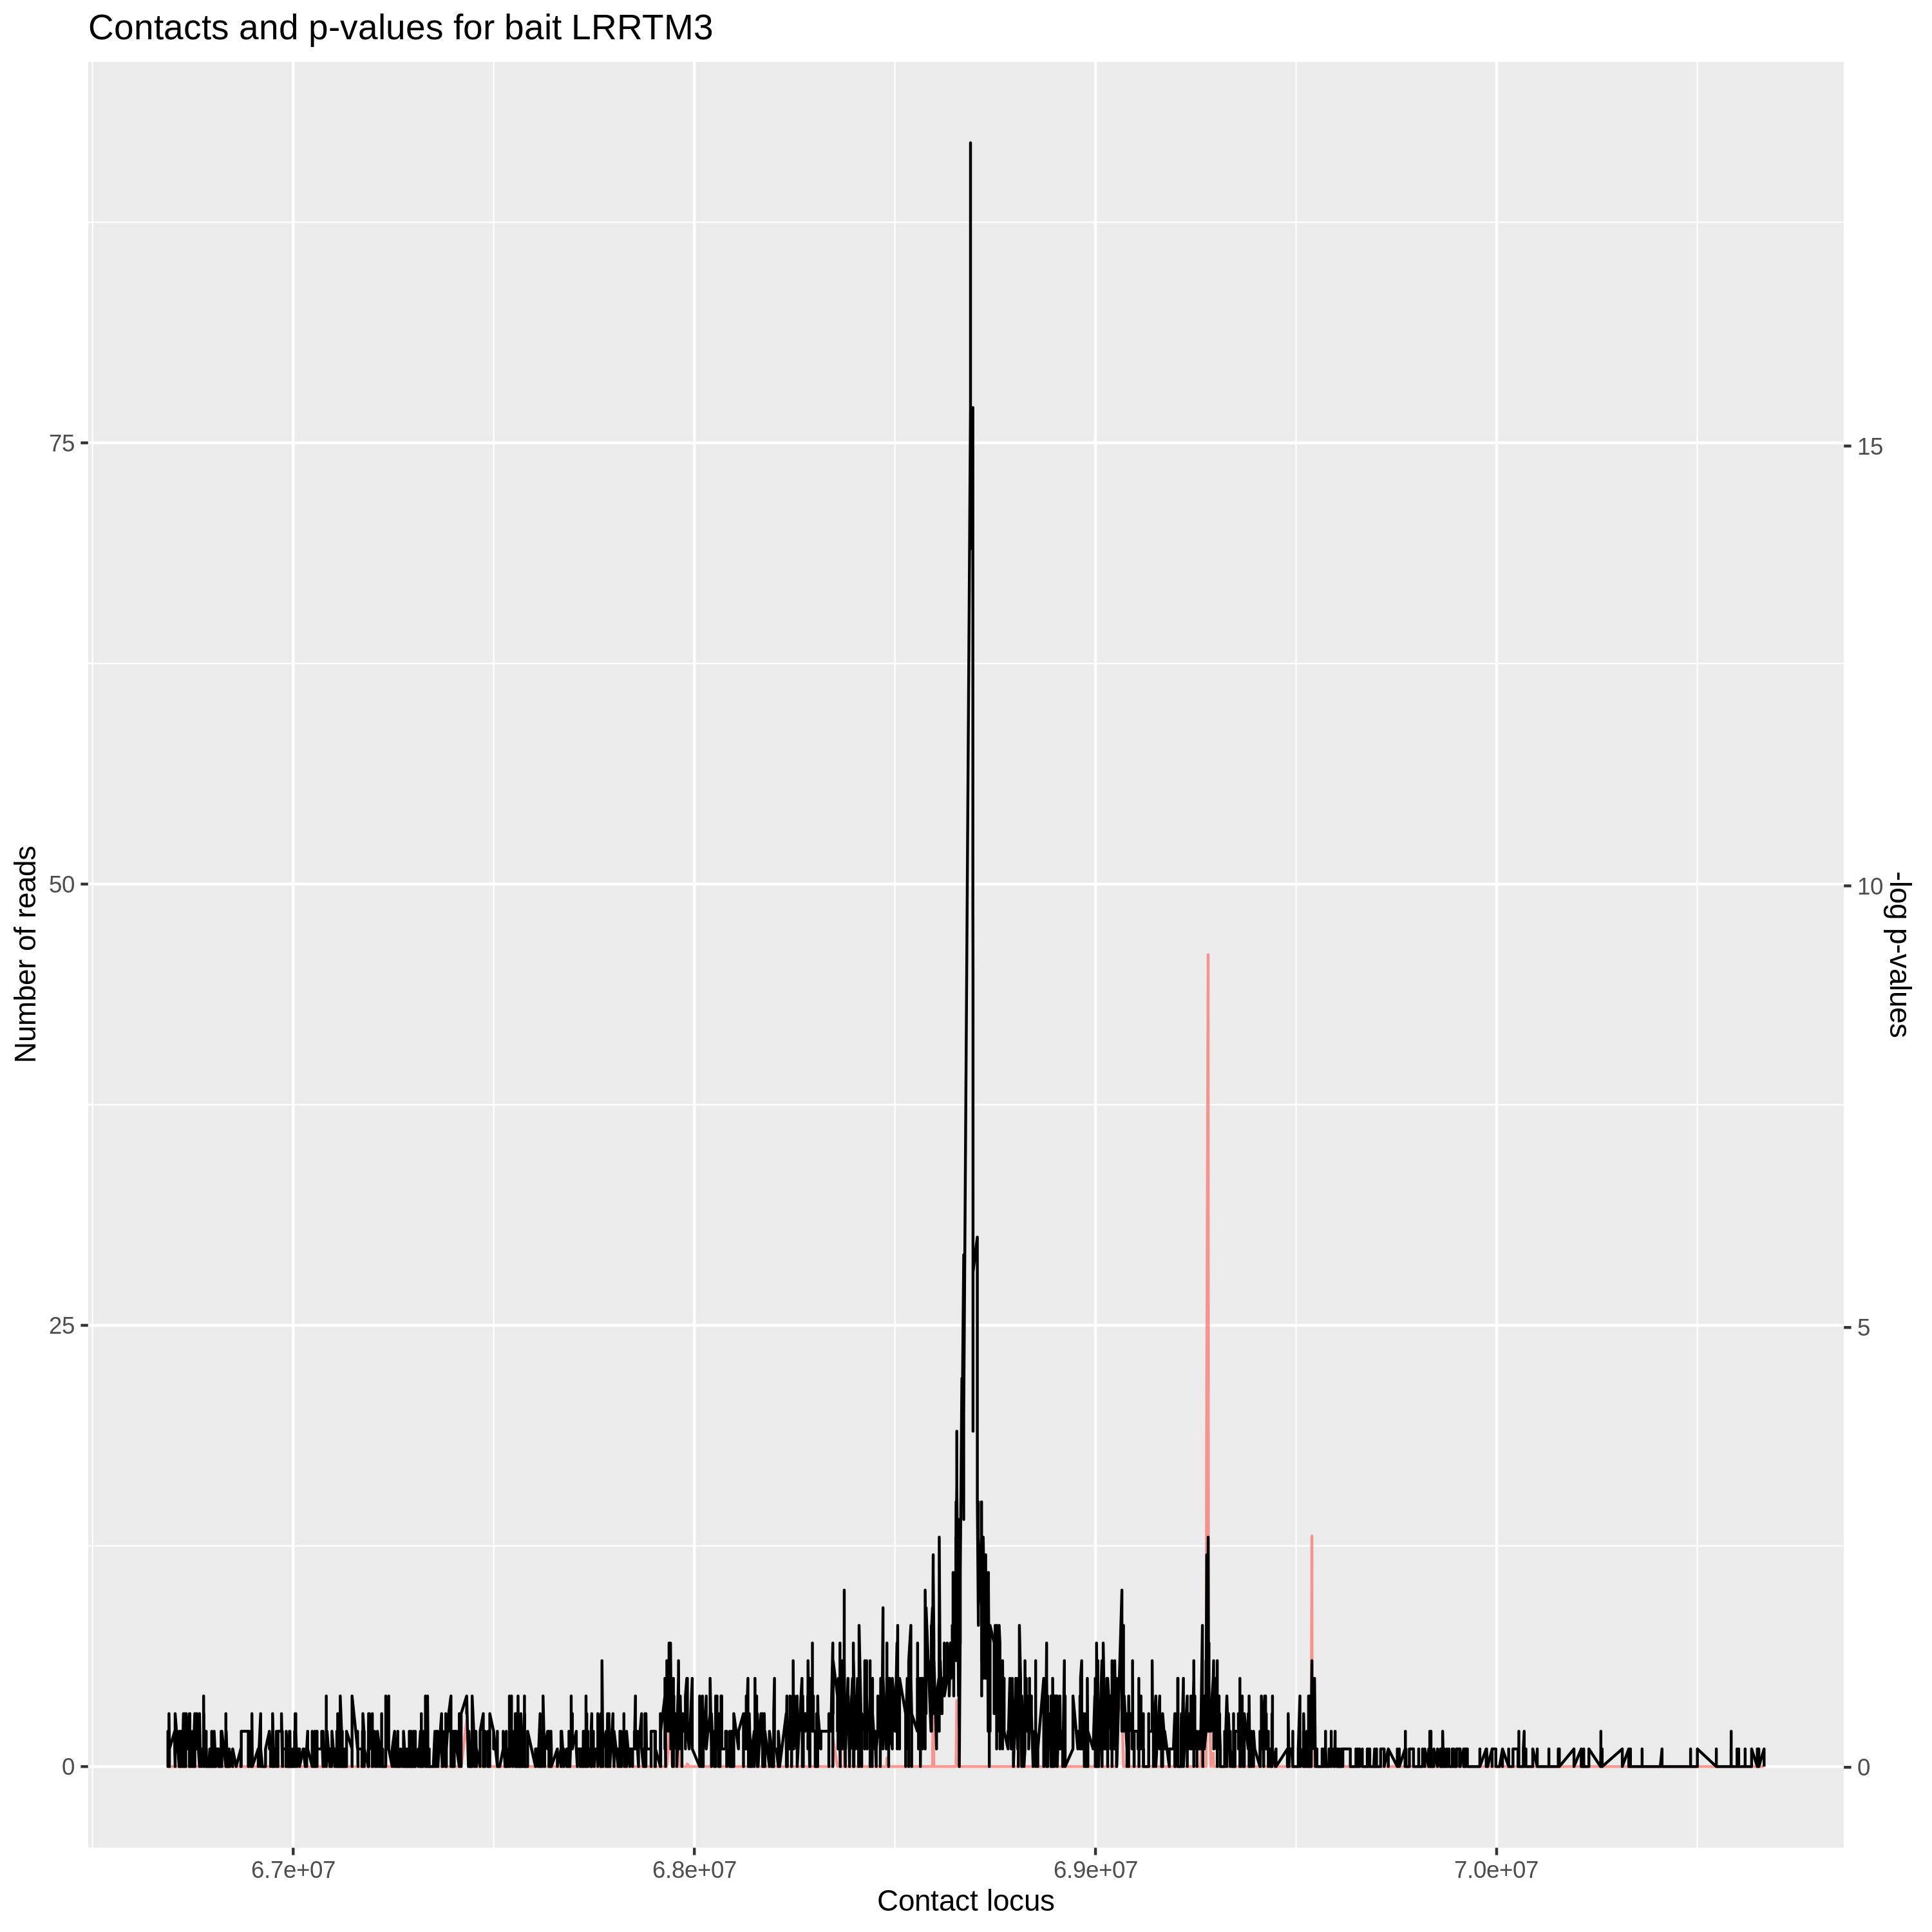 Contacts and p-values for bait LRRTM3
75
50
25
0
15
10
5
0
Number of reads
-log p-values
6.7e+07
6.8e+07
6.9e+07
7.0e+07
Contact locus